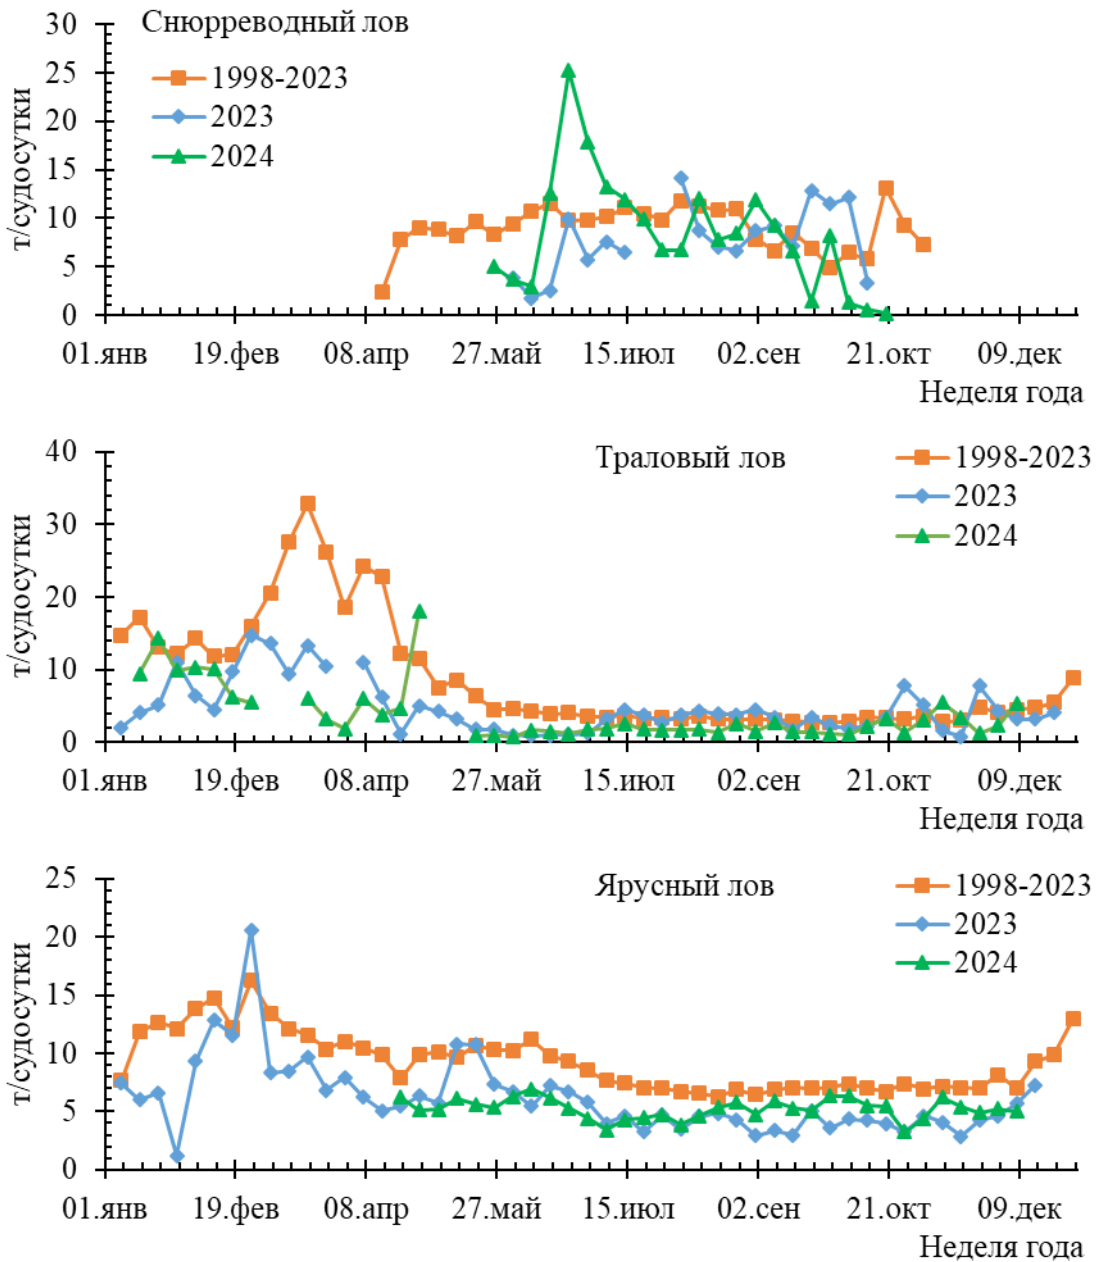 Снюрреводный лов
1998-2023
2023
2024
т/судосутки
30
25
20
15
10
5
0
01.янв 19.фев 08.апр 27.май 15.июл 02.сен 21.окт 09.дек
Неделя года
Траловый лов
1998-2023
2023
2024
т/судосутки
40
30
20
10
0
01.янв 19.фев 08.апр 27.май 15.июл 02.сен 21.окт 09.дек
Неделя года
Ярусный лов
1998-2023
2023
2024
т/судосутки
25
20
15
10
5
0
01.янв 19.фев 08.апр 27.май 15.июл 02.сен 21.окт 09.дек
Неделя года